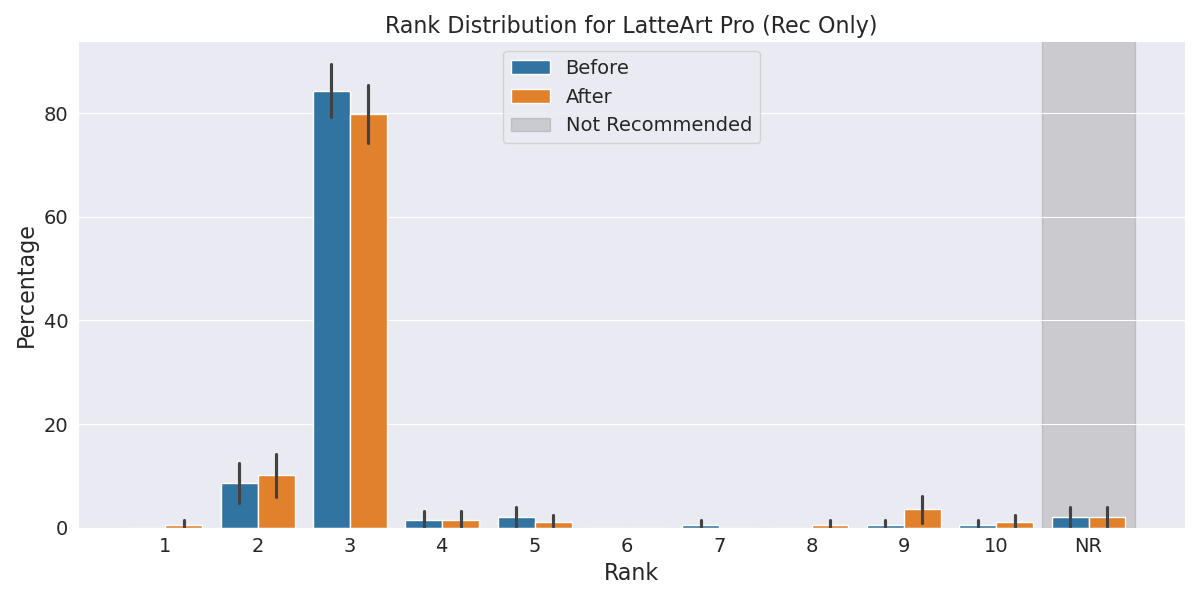 Rank Distribution for LatteArt Pro (Rec Only)
Before
After
Not Recommended
Percentage
80
60
40
20
0
1 2 3 4 5 6 7 8 9 10 NR
Rank